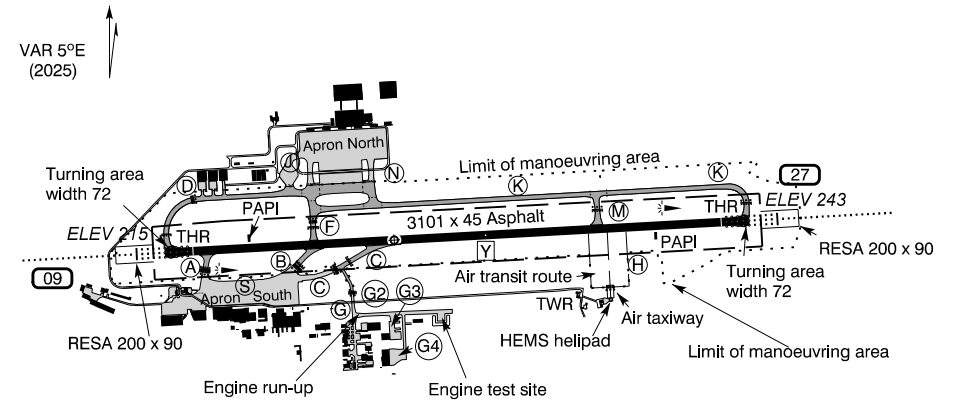 VAR 5°E
(2025)
Apron North
J
N
Limit of manoeuvring area
K
K
27
Turning area
width 72
D
PAPI
F
3101 x 45 Asphalt
M
THR
ELEV 243
ELEV 215
THR
PAPI
RESA 200 x 90
A
B
C
Y
H
09
S
C
Air transit route
Turning area
width 72
Apron South
G
G2
G3
TWR
Air taxiway
RESA 200 x 90
G4
HEMS helipad
Limit of manoeuvring area
Engine run-up
Engine test site